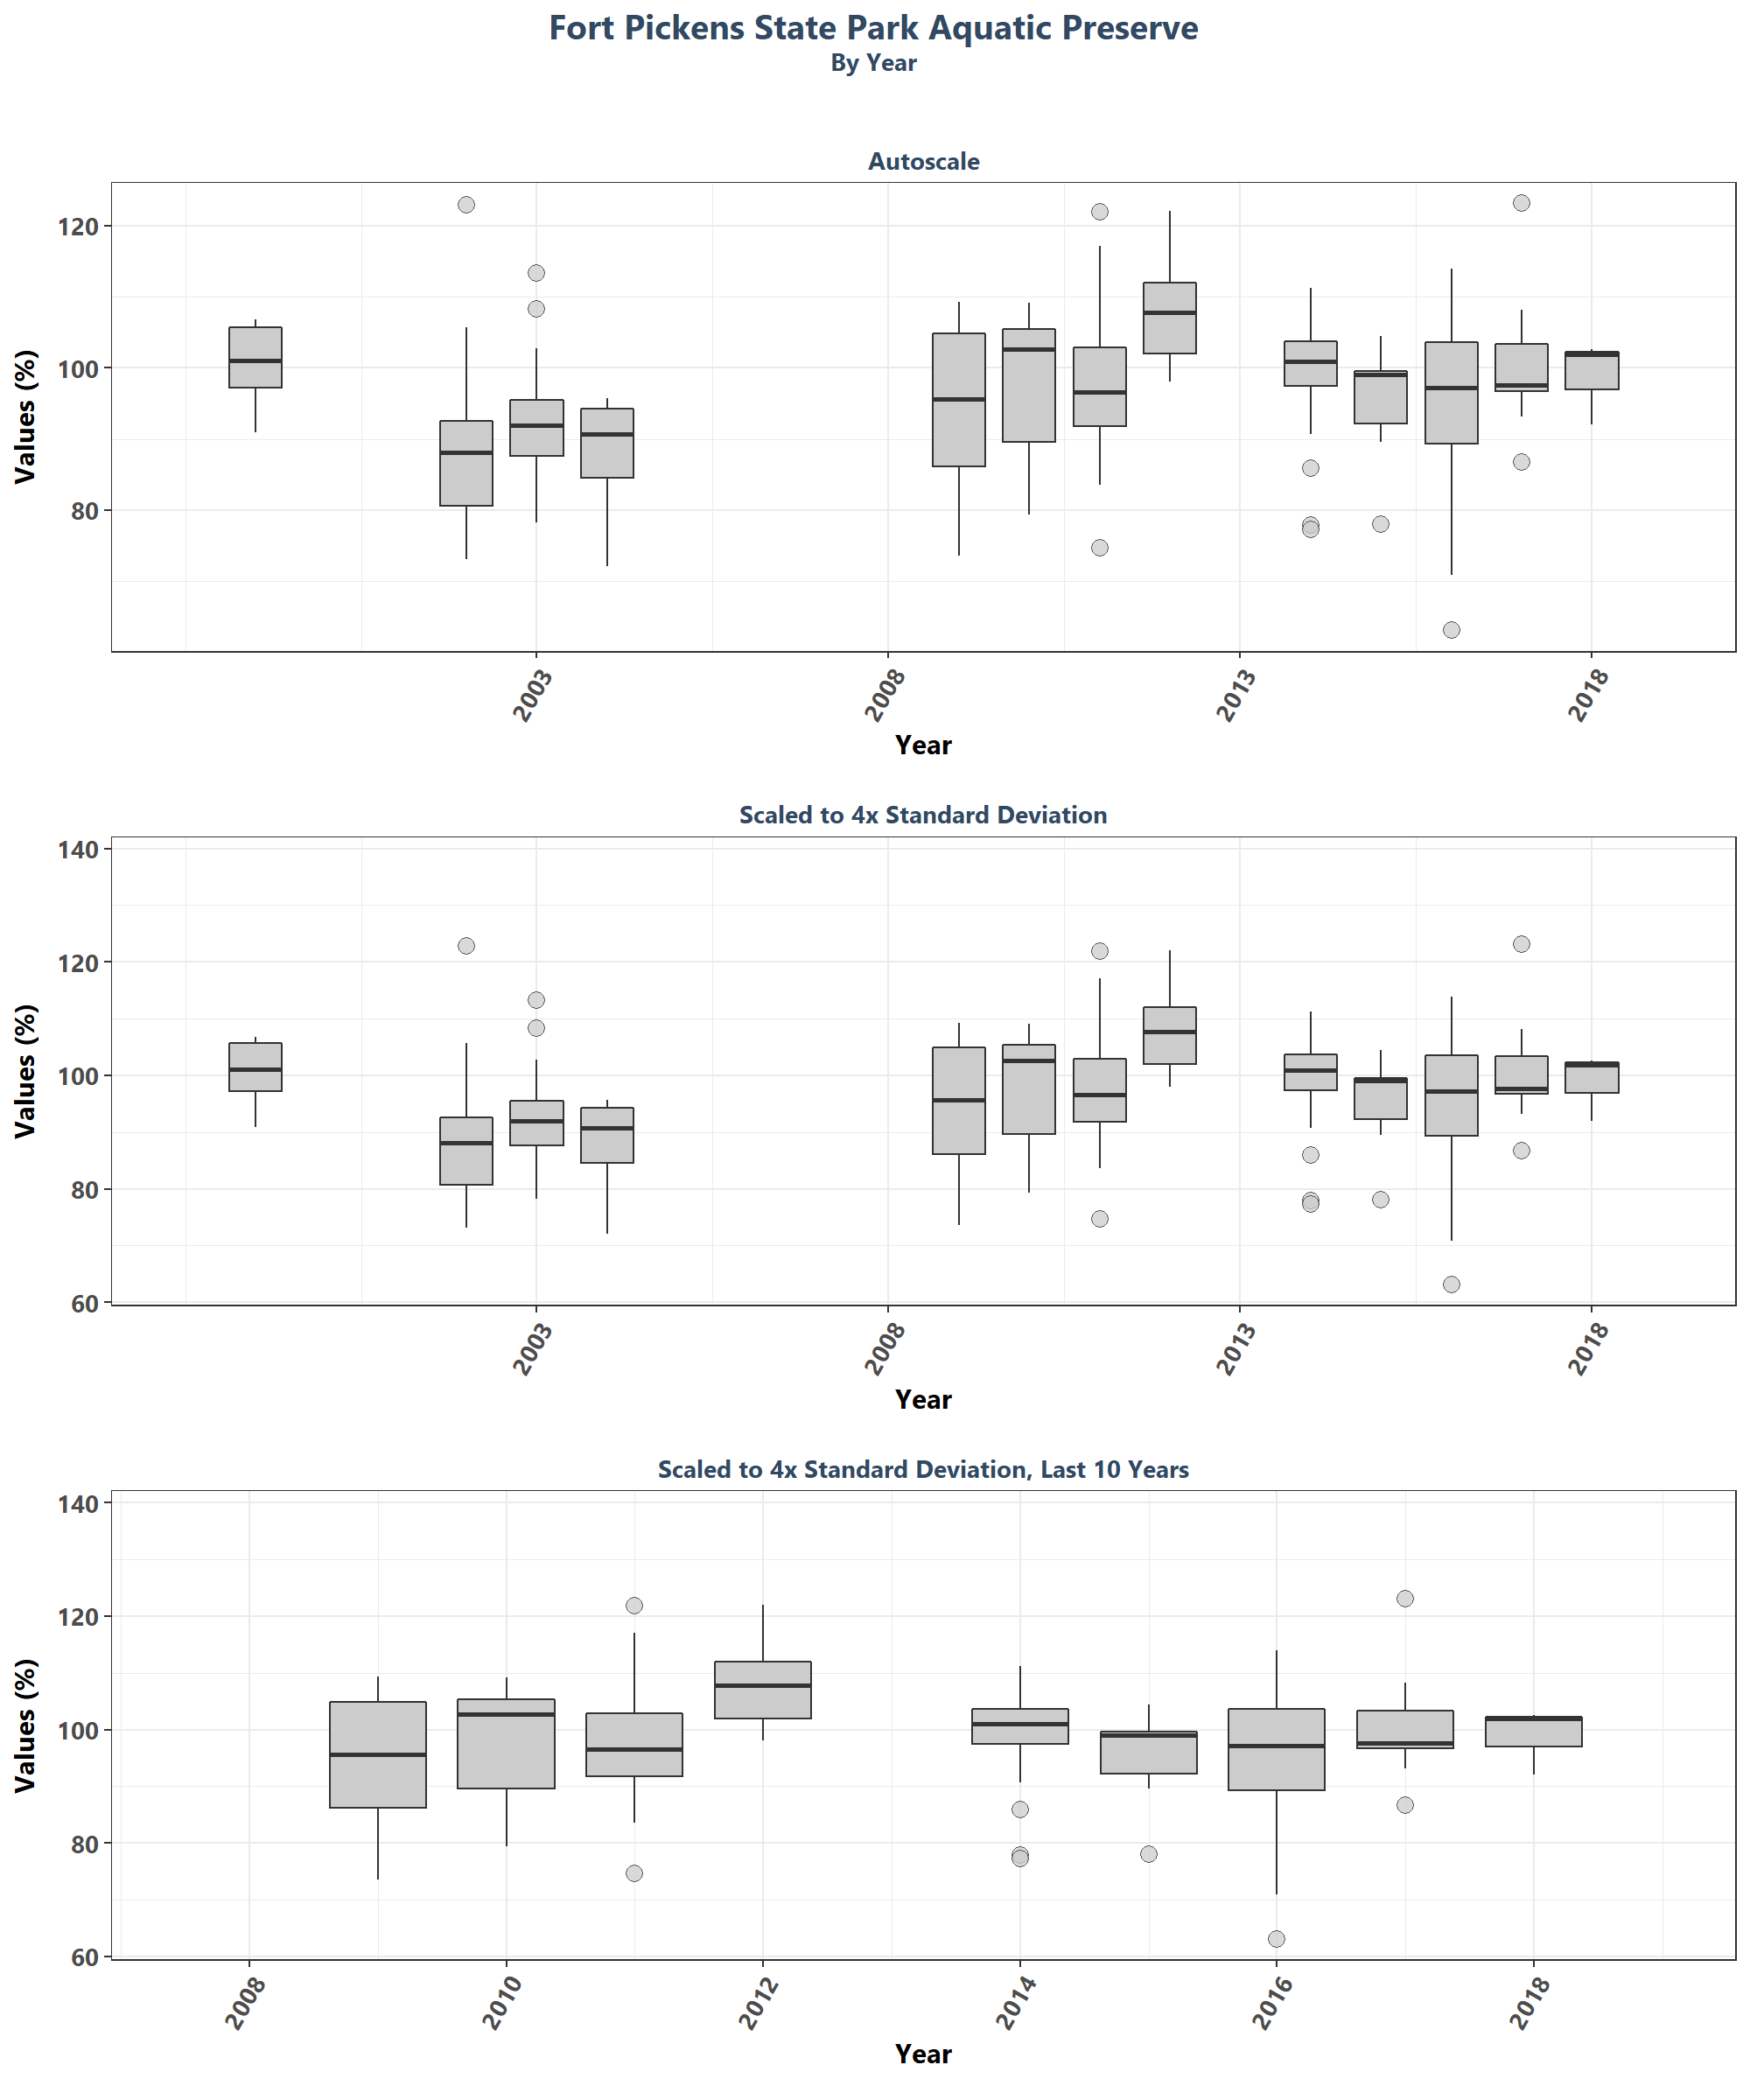 Fort Pickens State Park Aquatic Preserve
By Year
Autoscale
Values (%)
120
100
80
2003
2008
2013
2018
Year
Scaled to 4x Standard Deviation
Values (%)
140
120
100
80
60
2003
2008
2013
2018
Year
Scaled to 4x Standard Deviation, Last 10 Years
Values (%)
140
120
100
80
60
2008
2010
2012
2014
2016
2018
Year